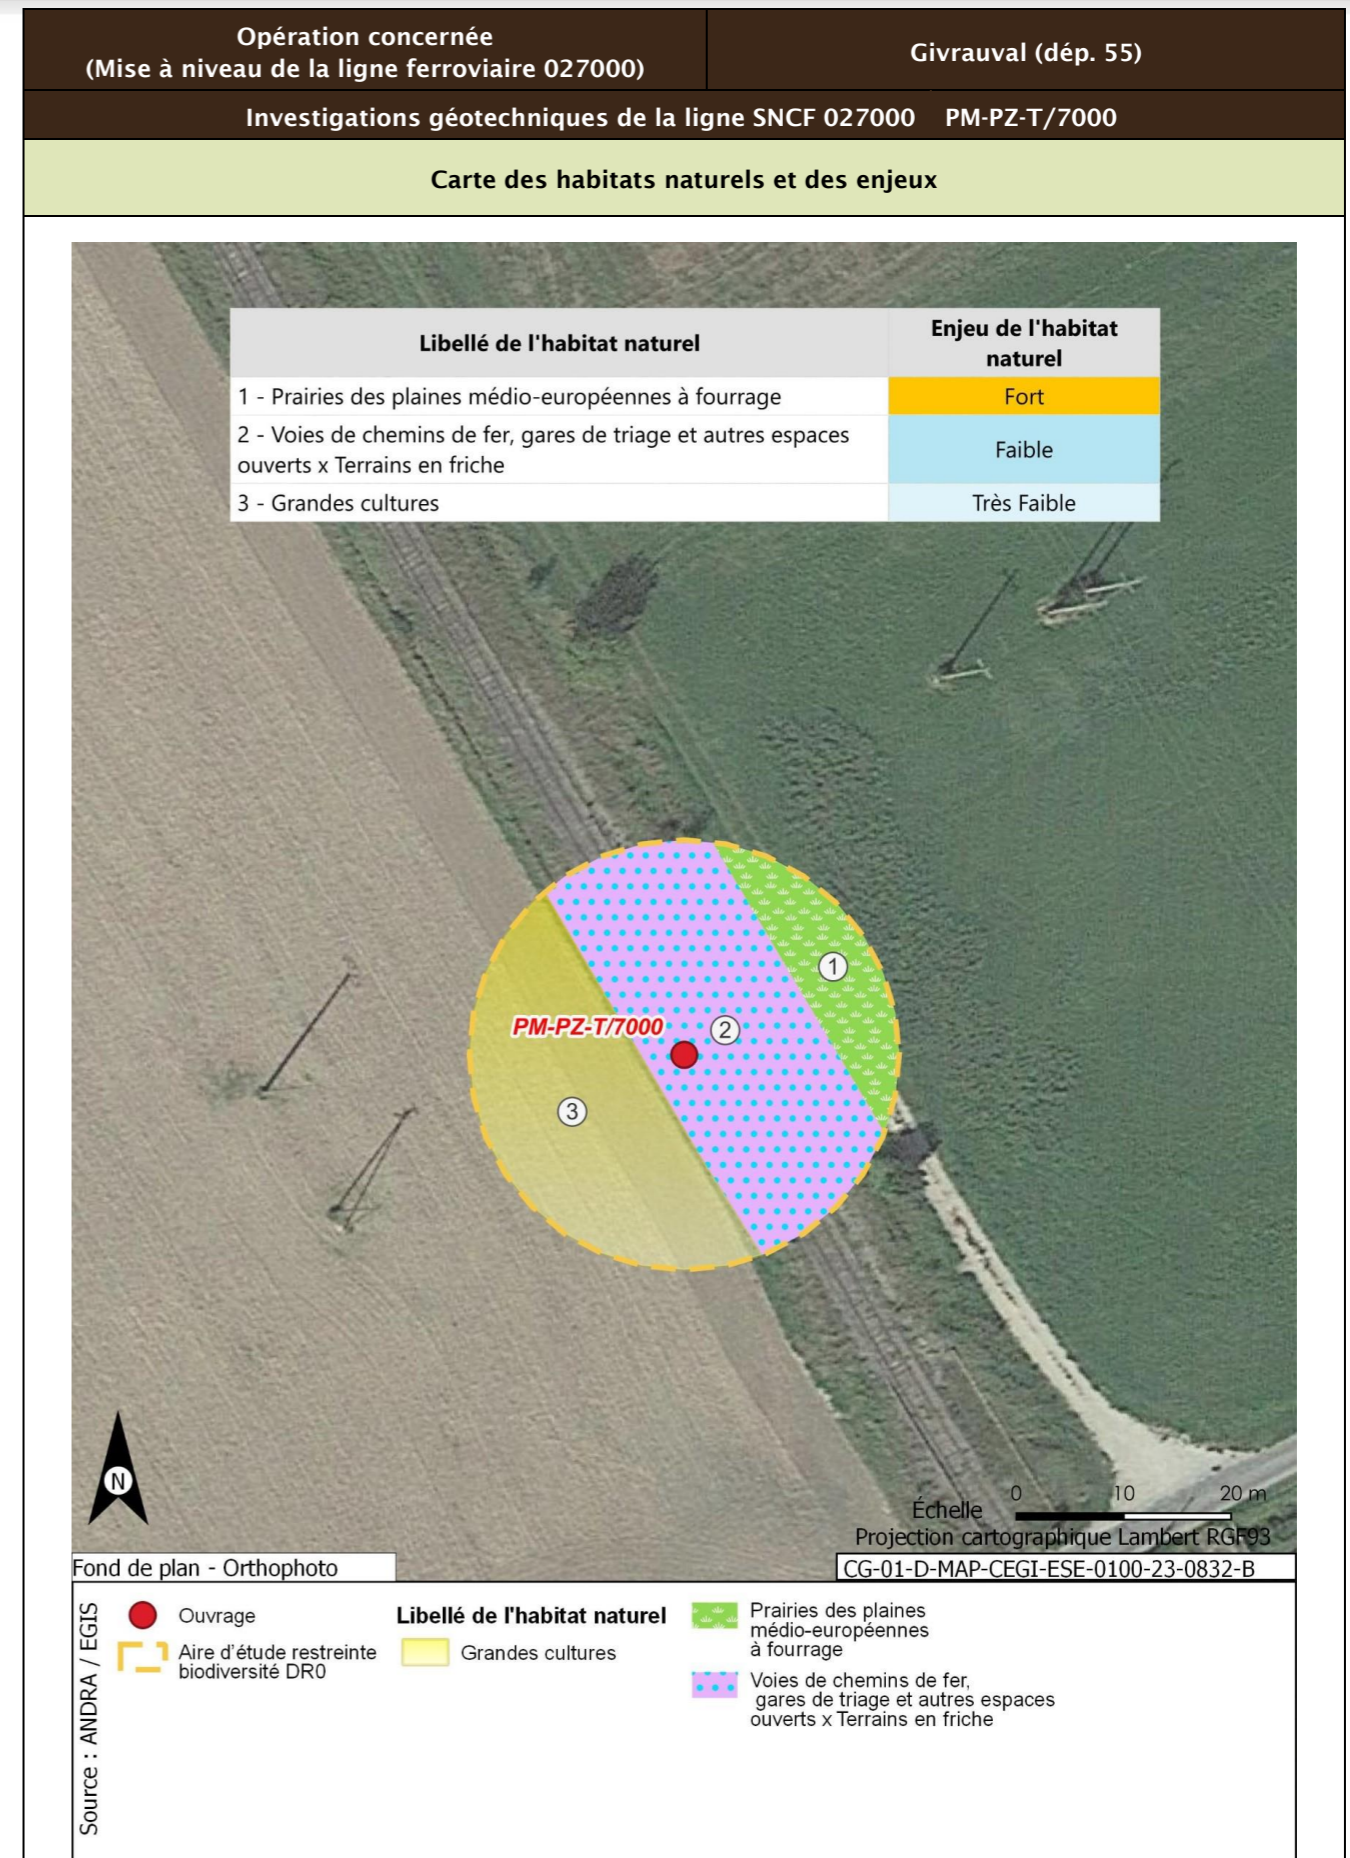 Opération concernée
(Mise à niveau de la ligne ferroviaire 027000)
Givrauval (dép. 55)
Investigations géotechniques de la ligne SNCF 027000 PM-PZ-T/7000
Carte des habitats naturels et des enjeux
Libellé de l'habitat naturel
Enjeu de l'habitat
naturel
1 - Prairies des plaines médio-européennes à fourrage
Fort
2 - Voies de chemins de fer, gares de triage et autres espaces
ouverts x Terrains en friche
Faible
3 - Grandes cultures
Très Faible
1
PM-PZ-T/7000
2
3
N
0 10 20 m
Échelle
Projection cartographique Lambert RGF93
Fond de plan - Orthophoto
CG-01-D-MAP-CEGI-ESE-0100-23-0832-B
Source : ANDRA / EGIS
Ouvrage
Aire d'étude restreinte
biodiversité DR0
Libellé de l'habitat naturel
Grandes cultures
Prairies des plaines
médio-européennes
à fourrage
Voies de chemins de fer,
gares de triage et autres espaces
ouverts x Terrains en friche